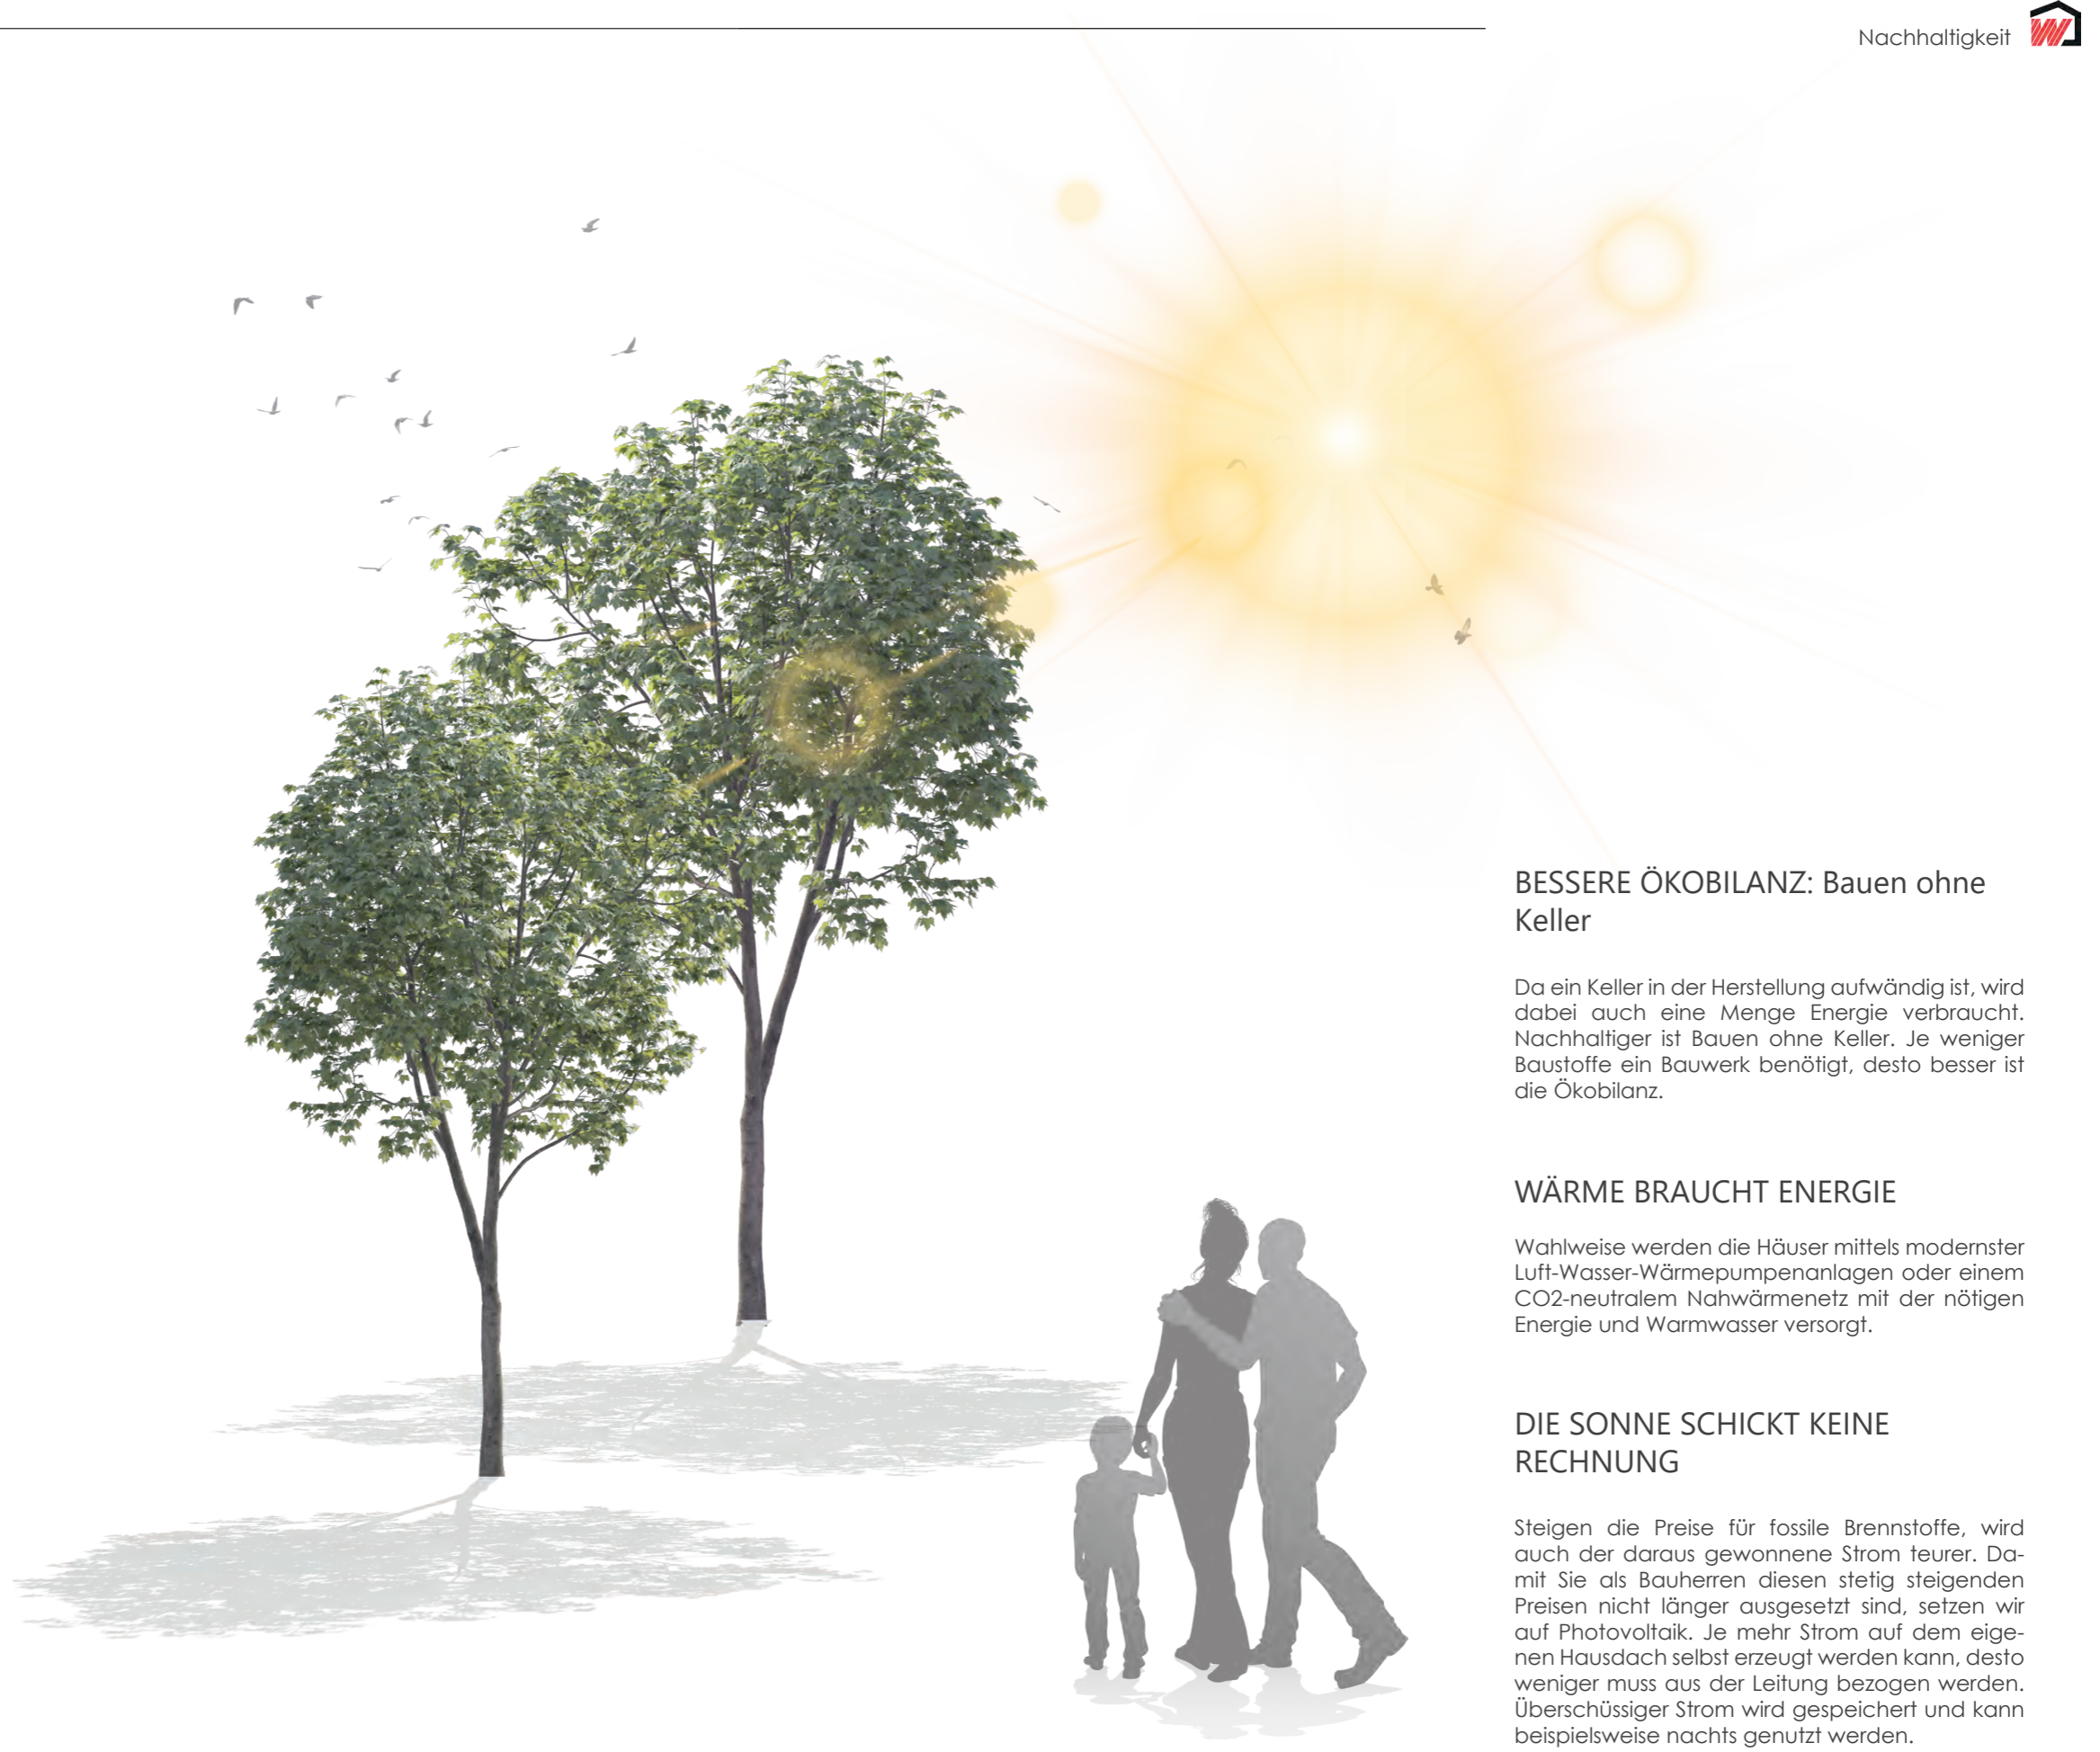 Nachhaltigkeit
BESSERE ÖKOBILANZ: Bauen ohne
Keller
Da ein Keller in der Herstellung aufwändig ist, wird
dabei auch eine Menge Energie verbraucht.
Nachhaltiger ist Bauen ohne Keller. Je weniger
Baustoffe ein Bauwerk benötigt, desto besser ist
die Ökobilanz.
WÄRME BRAUCHT ENERGIE
Wahlweise werden die Häuser mittels modernster
Luft-Wasser-Wärmepumpenanlagen oder einem
CO2-neutralem Nahwärmenetz mit der nötigen
Energie und Warmwasser versorgt.
DIE SONNE SCHICKT KEINE
RECHNUNG
Steigen die Preise für fossile Brennstoffe, wird
auch der daraus gewonnene Strom teurer. Da-
mit Sie als Bauherren diesen stetig steigenden
Preisen nicht länger ausgesetzt sind, setzen wir
auf Photovoltaik. Je mehr Strom auf dem eige-
nen Hausdach selbst erzeugt werden kann, desto
weniger muss aus der Leitung bezogen werden.
Überschüssiger Strom wird gespeichert und kann
beispielsweise nachts genutzt werden.